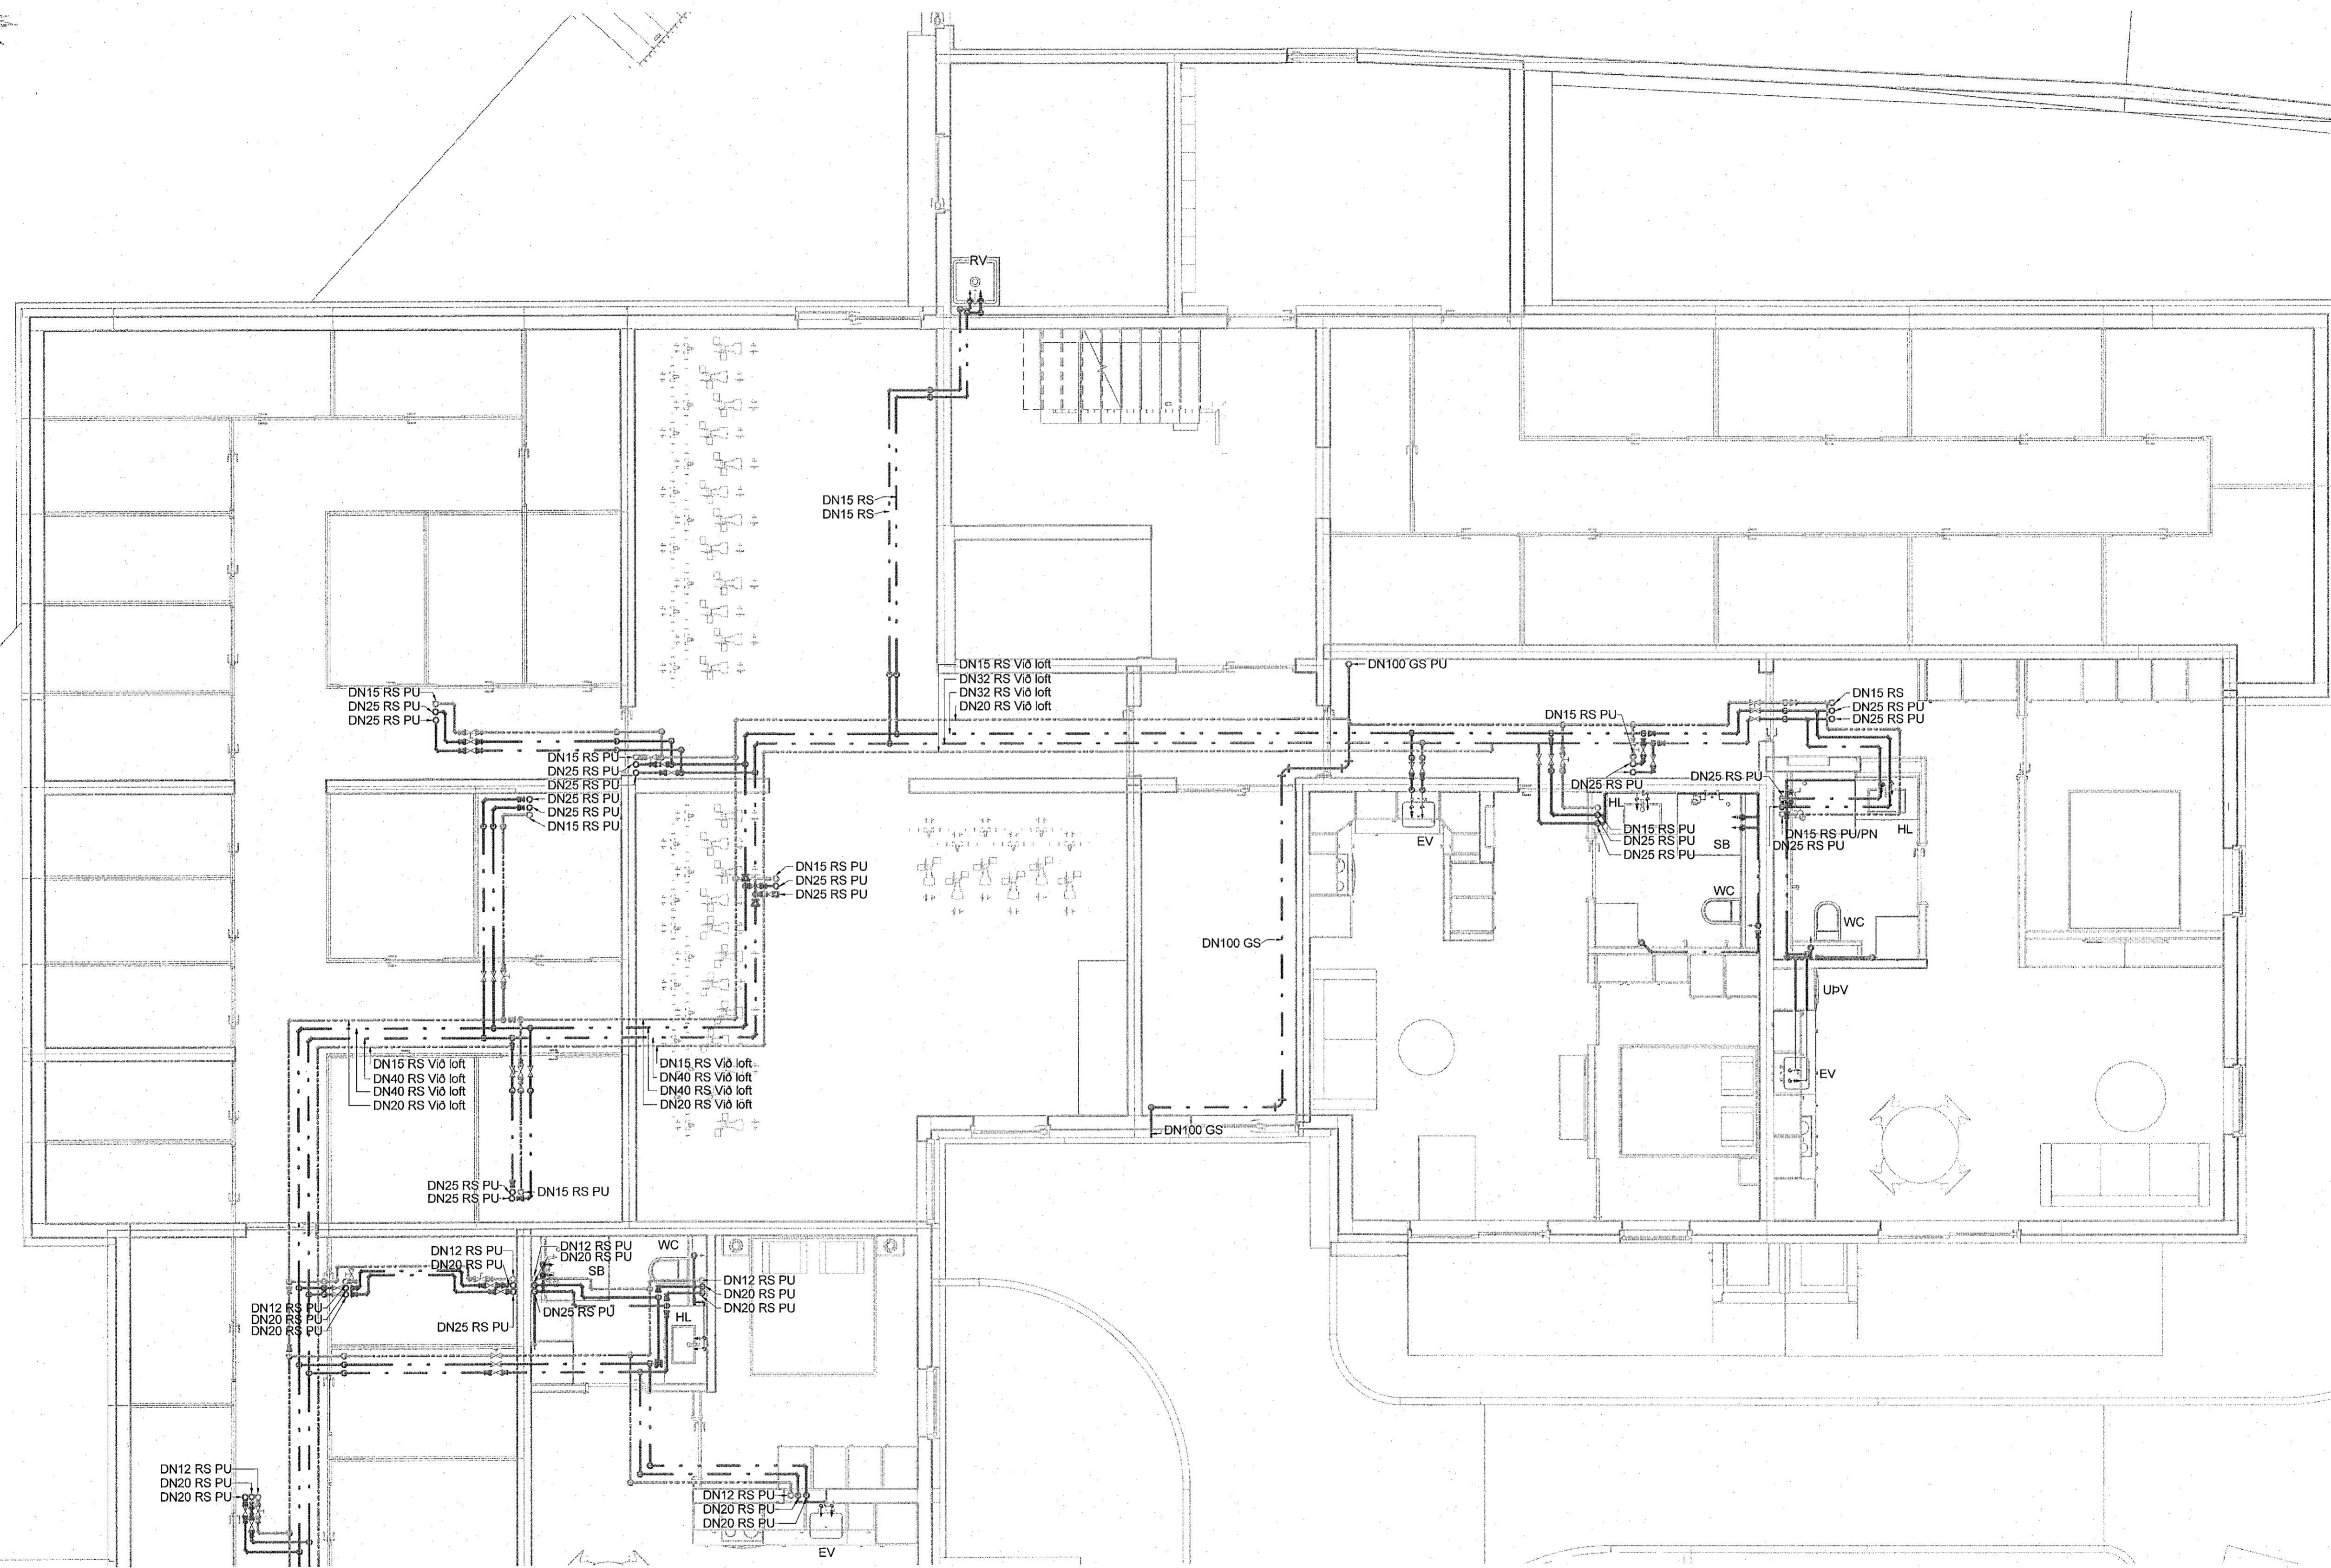 RV
DN15 RS
DN15 RS
DN15 RS Við loft
DN32 RS Við loft
DN32 RS Við loft
DN20 RS Við loft
DN100 GS PU
DN15 RS PU
DN25 RS PU
DN25 RS PU
DN15 RS
DN25 RS PU
DN25 RS PU
DN15 RS PU
DN15 RS PU
DN25 RS PU
DN25 RS PU
DN25 RS PU
DN25 RS PU
DN15 RS PU
DN25 RS PU
DN25 RS PU
HL
DN15 RS PU
DN25 RS PU
DN25 RS PU
DN15 RS PU/PN
DN25 RS PU
HL
EV
SB
DN15 RS PU
DN25 RS PU
DN25 RS PU
WC
WC
DN100 GS
UÞV
EV
DN15 RS Við loft
DN40 RS Við loft
DN40 RS Við loft
DN20 RS Við loft
DN15 RS Við loft
DN40 RS Við loft
DN40 RS Við loft
DN20 RS Við loft
DN100 GS
DN25 RS PU
DN25 RS PU
DN15 RS PU
DN12 RS PU
DN20 RS PU
DN12 RS PU
DN20 RS PU
SB
WC
DN12 RS PU
DN20 RS PU
DN20 RS PU
DN12 RS PU
DN20 RS PU
DN20 RS PU
DN25 RS PU
DN25 RS PU
HL
DN12 RS PU
DN20 RS PU
DN20 RS PU
DN12 RS PU
DN20 RS PU
DN20 RS PU
EV